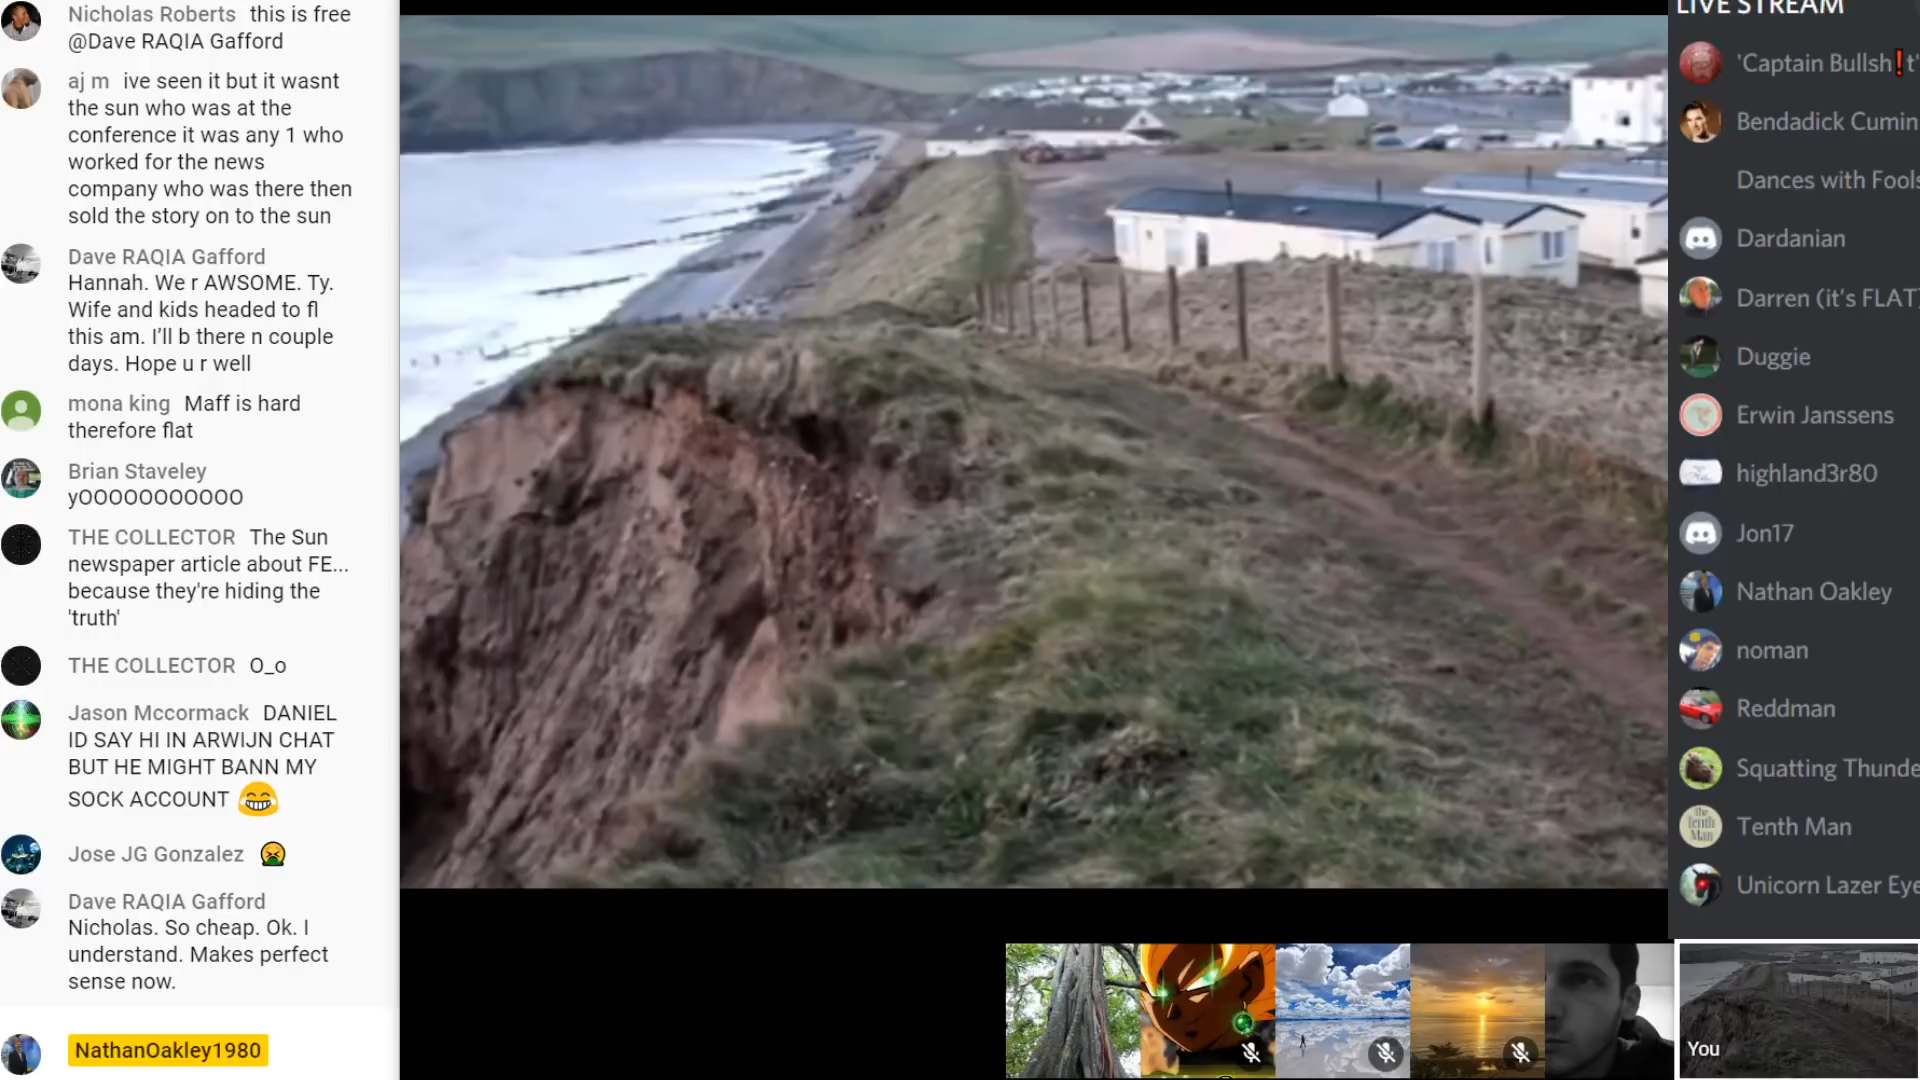 Nicholas Roberts this is free
@Dave RAQIA Gafford
aj m ive seen it but it wasnt
the sun who was at the
conference it was any 1 who
worked for the news
company who was there then
sold the story on to the sun
Dave RAQIA Gafford
Hannah. We r AWSOME. Ty.
Wife and kids headed to fl
this am. I’ll b there n couple
days. Hope u r well
mona king Maff is hard
therefore flat
Brian Staveley
yOOOOOOOOOOO
THE COLLECTOR The Sun
newspaper article about FE...
because they're hiding the
'truth'
THE COLLECTOR O_o
Jason Mccormack DANIEL
ID SAY HI IN ARWIJN CHAT
BUT HE MIGHT BANN MY
SOCK ACCOUNT 😂
Jose JG Gonzalez 🤮
Dave RAQIA Gafford
Nicholas. So cheap. Ok. I
understand. Makes perfect
sense now.
NathanOakley1980
LIVE STREAM
'Captain Bullsh❗t'
Bendadick Cumin
Dances with Fools
Dardanian
Darren (it's FLAT)
Duggie
Erwin Janssens
highland3r80
Jon17
Nathan Oakley
noman
Reddman
Squatting Thunde
The Tenth Man
Tenth Man
Unicorn Lazer Eye
You